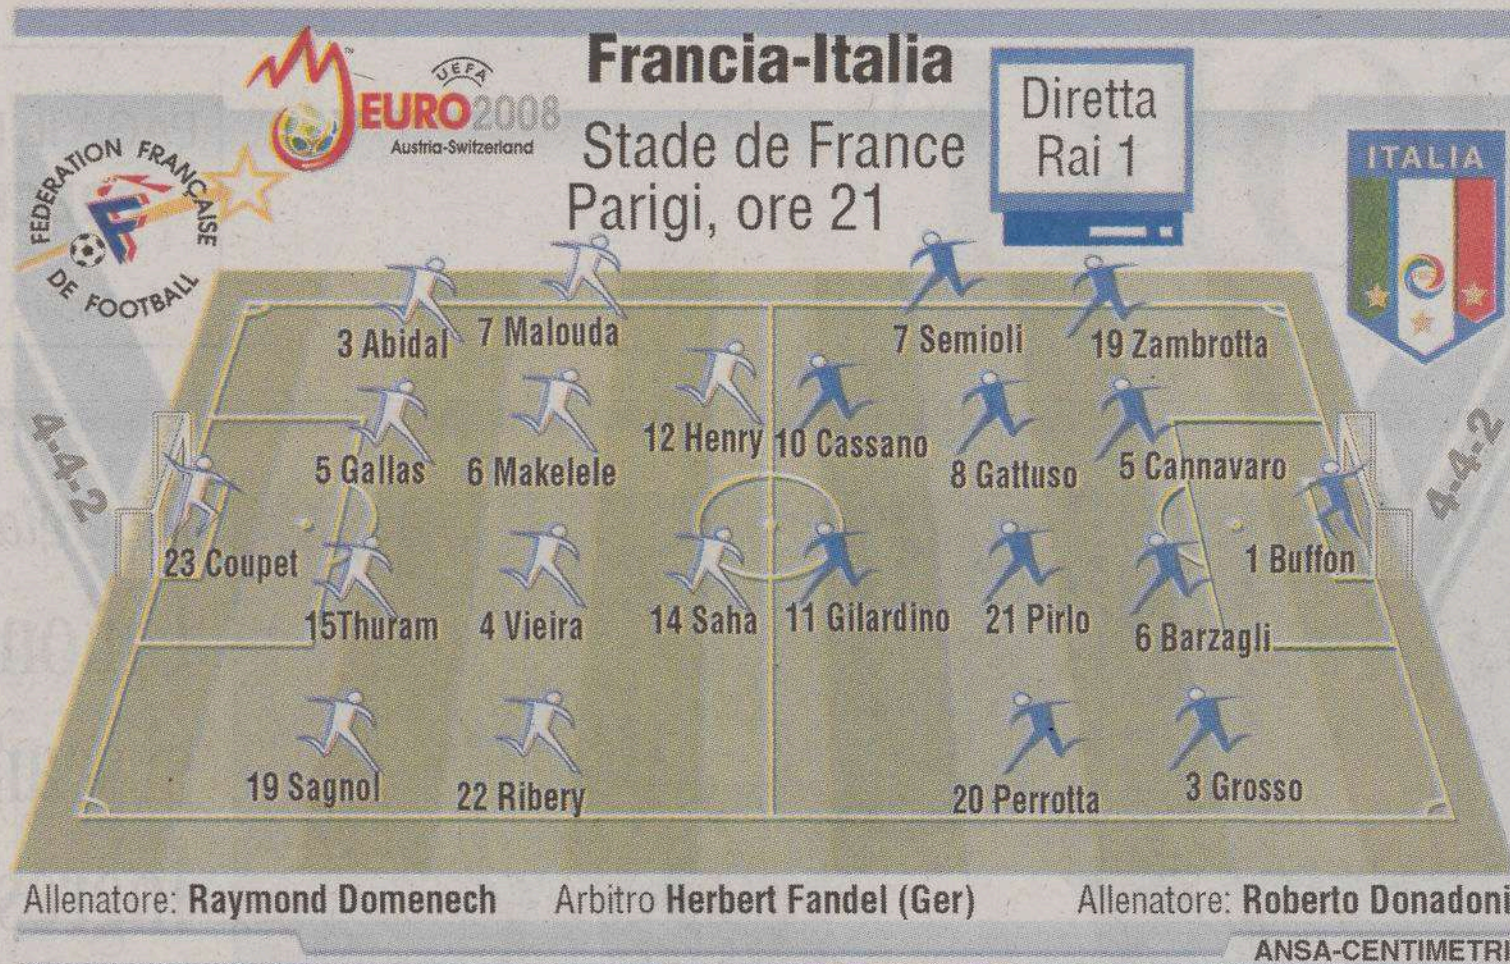 Francia-Italia
UEFA
EURO2008
Austria-Switzerland
Stade de France
Parigi, ore 21
Diretta
Rai 1
FEDERATION FRANÇAISE
DE FOOTBALL
ITALIA
4-4-2
4-4-2
3 Abidal
7 Malouda
7 Semioli
19 Zambrotta
12 Henry
10 Cassano
5 Gallas
6 Makelele
8 Gattuso
5 Cannavaro
23 Coupet
1 Buffon
15Thuram
4 Vieira
14 Saha
11 Gilardino
21 Pirlo
6 Barzagli
19 Sagnol
22 Ribery
20 Perrotta
3 Grosso
Allenatore: Raymond Domenech
Arbitro Herbert Fandel (Ger)
Allenatore: Roberto Donadoni
ANSA-CENTIMETRI